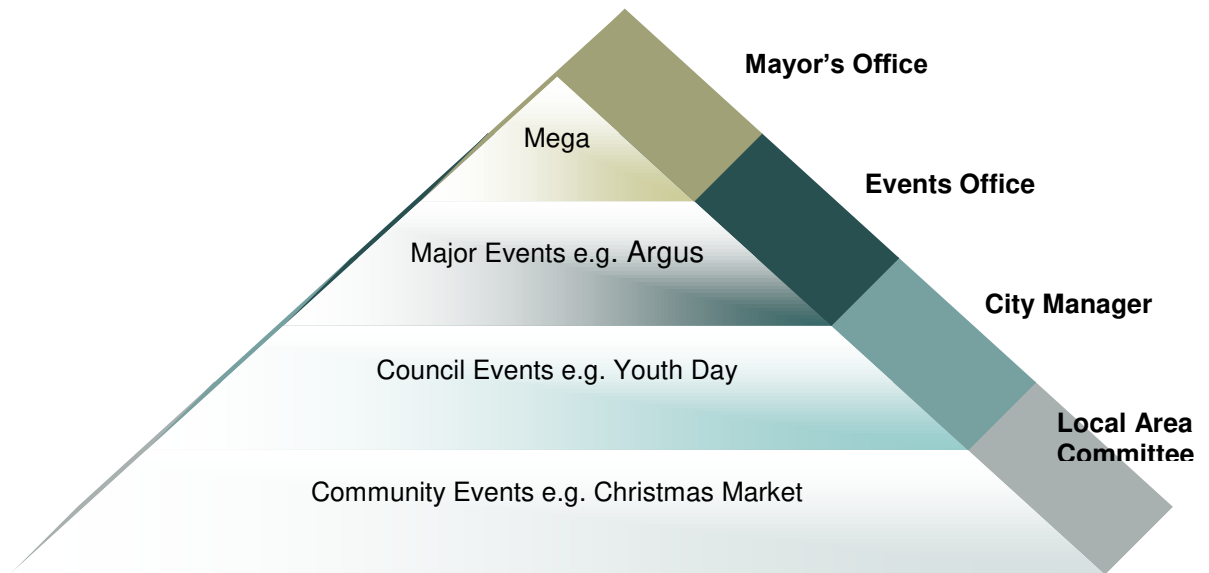 Mayor's Office
Mega
Events Office
Major Events e.g. Argus
City Manager
Council Events e.g. Youth Day
Local Area
Committee
Community Events e.g. Christmas Market